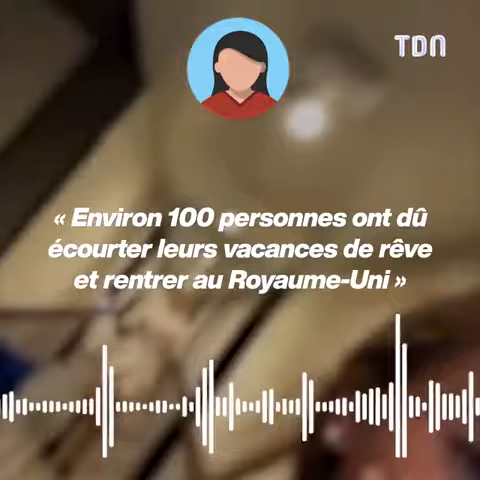 TDN
« Environ 100 personnes ont dû
écourter leurs vacances de rêve
et rentrer au Royaume-Uni »